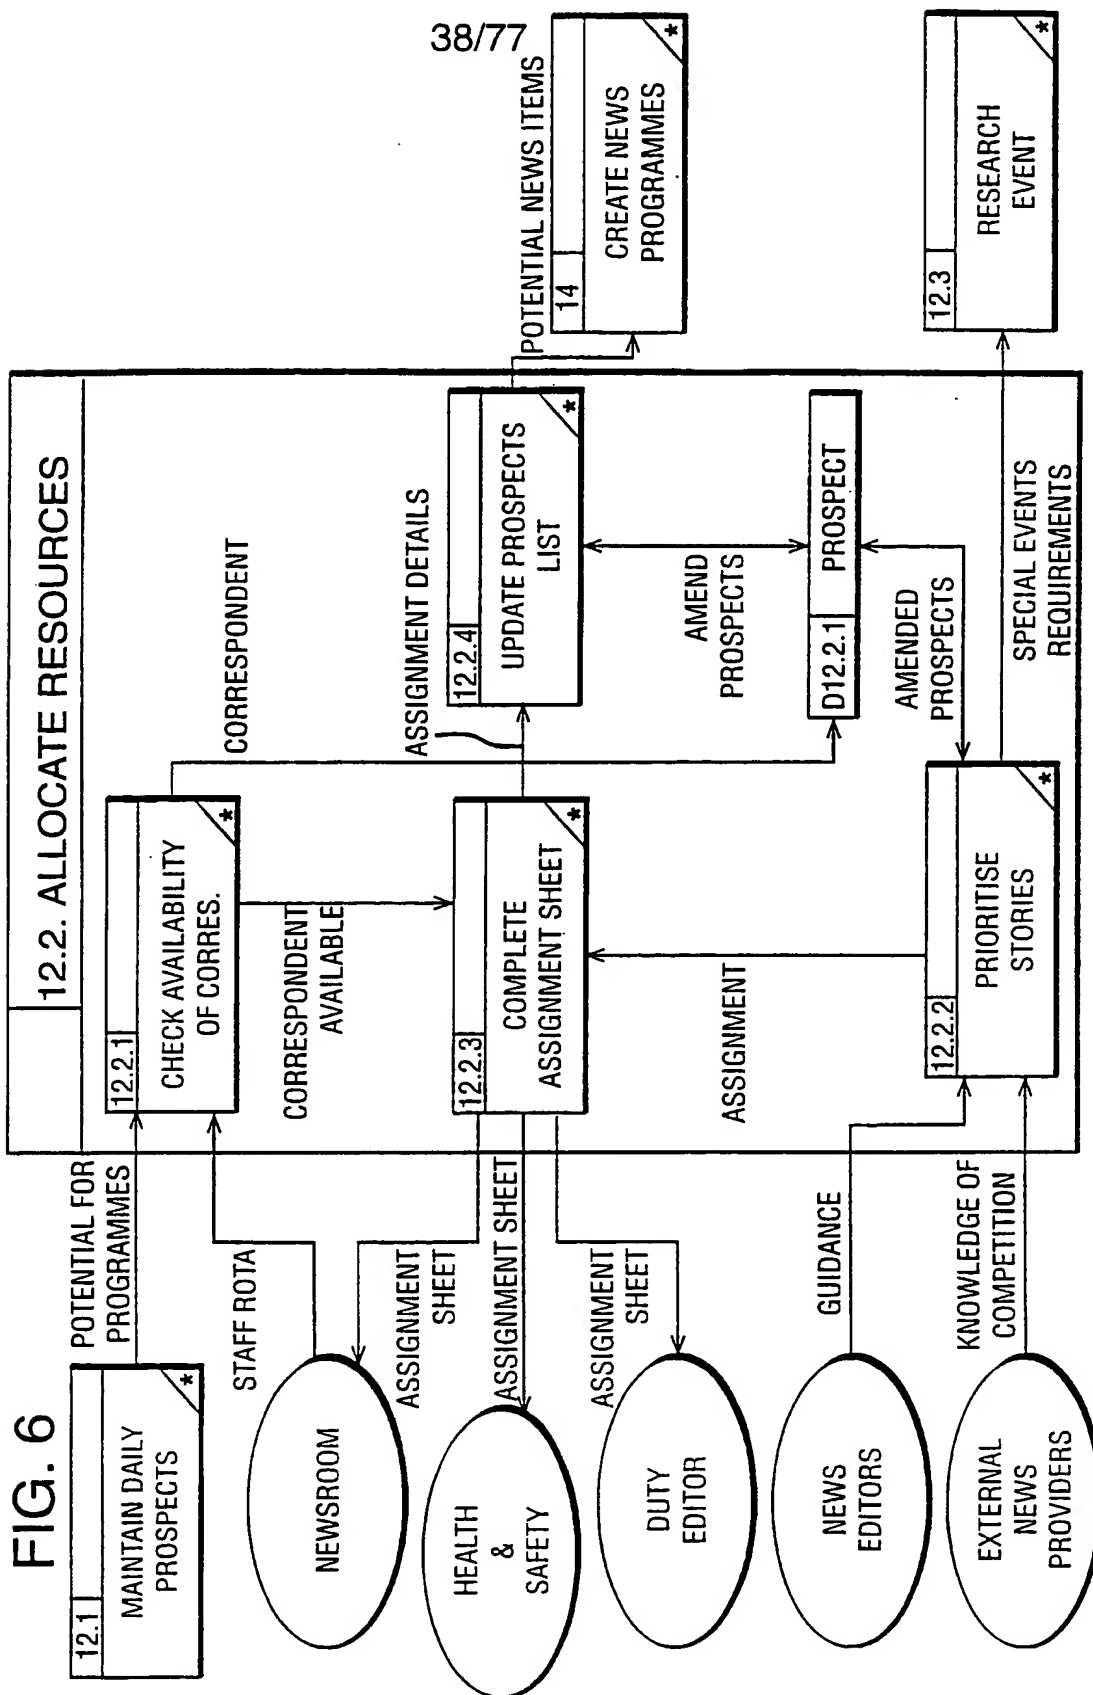 38/77
FIG. 6
12.2. ALLOCATE RESOURCES
12.1
MAINTAIN DAILY
PROSPECTS
POTENTIAL FOR
PROGRAMMES
12.2.1
CHECK AVAILABILITY
OF CORRES.
*
*
CORRESPONDENT
NEWSROOM
STAFF ROTA
ASSIGNMENT
SHEET
CORRESPONDENT
AVAILABLE
ASSIGNMENT DETAILS
HEALTH
&
SAFETY
ASSIGNMENT SHEET
12.2.3
COMPLETE
ASSIGNMENT SHEET
*
12.2.4
UPDATE PROSPECTS
LIST
*
POTENTIAL NEWS ITEMS
14
CREATE NEWS
PROGRAMMES
*
DUTY
EDITOR
ASSIGNMENT
SHEET
ASSIGNMENT
AMEND
PROSPECTS
D12.2.1
PROSPECT
NEWS
EDITORS
GUIDANCE
AMENDED
PROSPECTS
EXTERNAL
NEWS
PROVIDERS
KNOWLEDGE OF
COMPETITION
12.2.2
PRIORITISE
STORIES
*
SPECIAL EVENTS
REQUIREMENTS
12.3
RESEARCH
EVENT
*